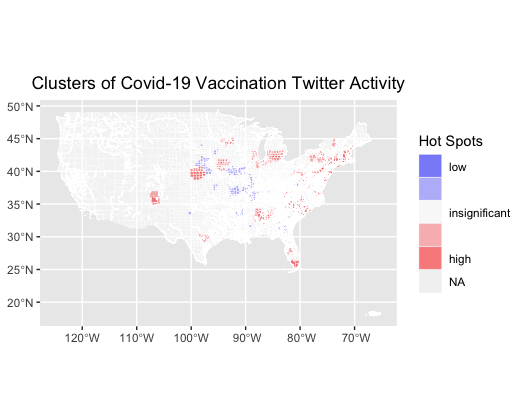 Clusters of Covid-19 Vaccination Twitter Activity
50°N
45°N
40°N
35°N
30°N
25°N
20°N
120°W 110°W 100°W 90°W 80°W 70°W
Hot Spots
low
insignificant
high
NA